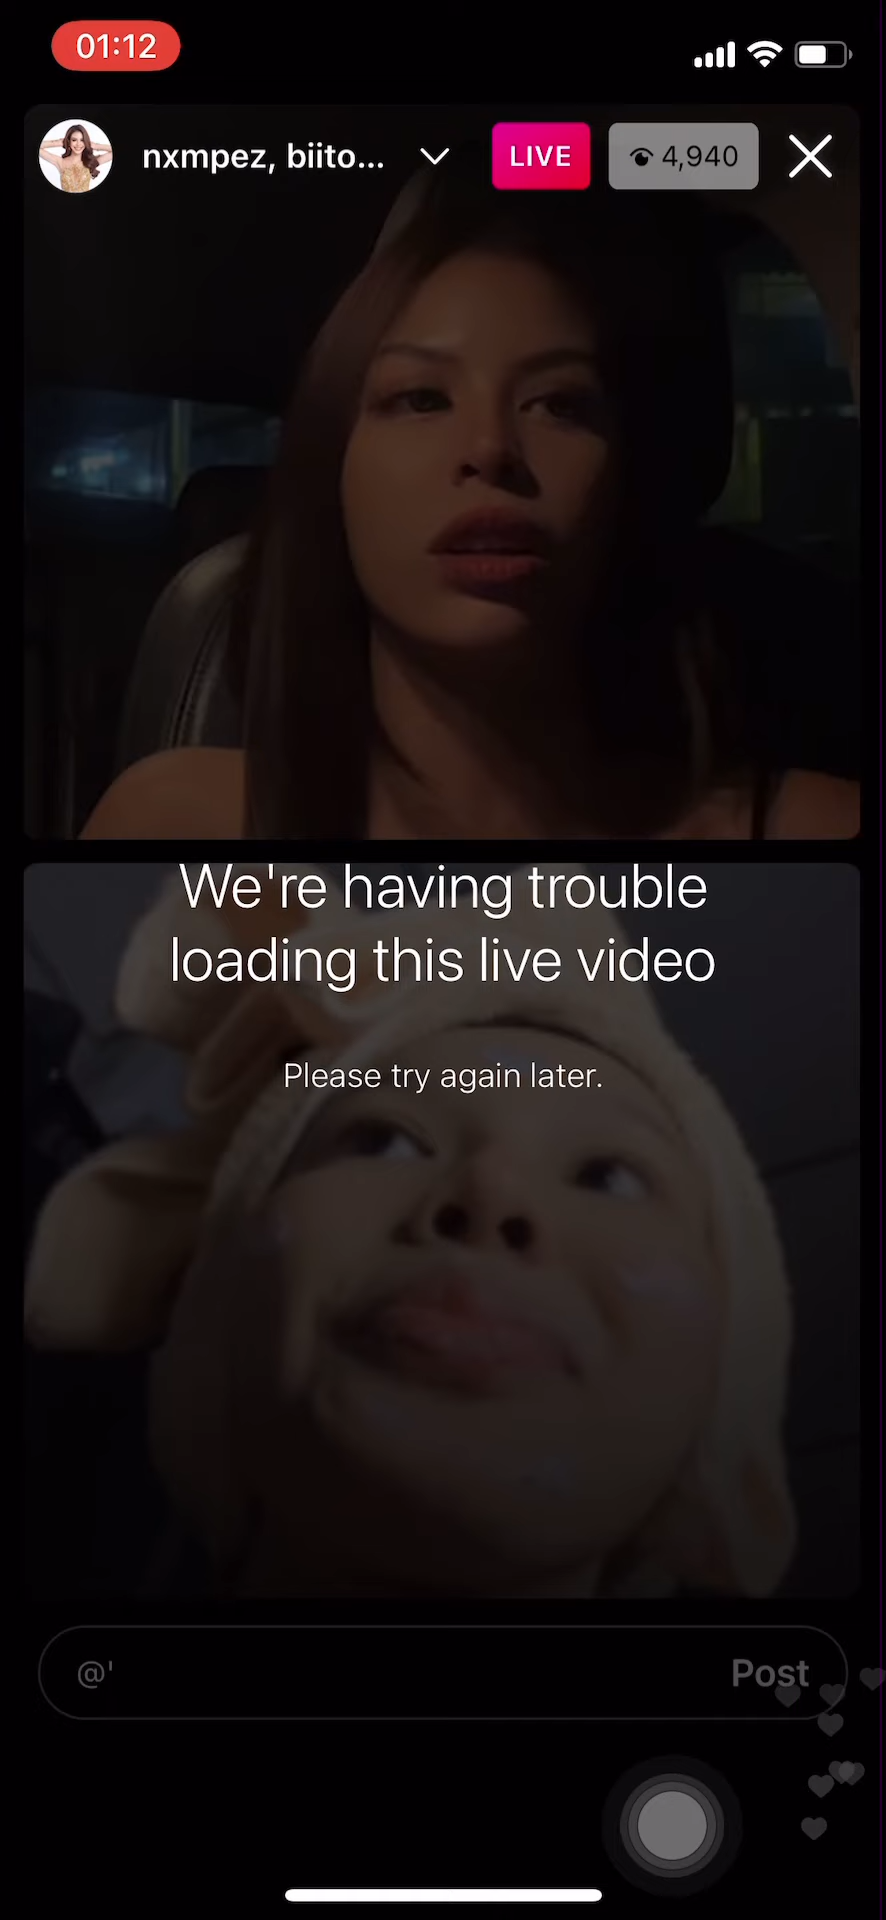 01:12
nxmpez, biito...
LIVE
4,940
We're having trouble
loading this live video
Please try again later.
@'
Post